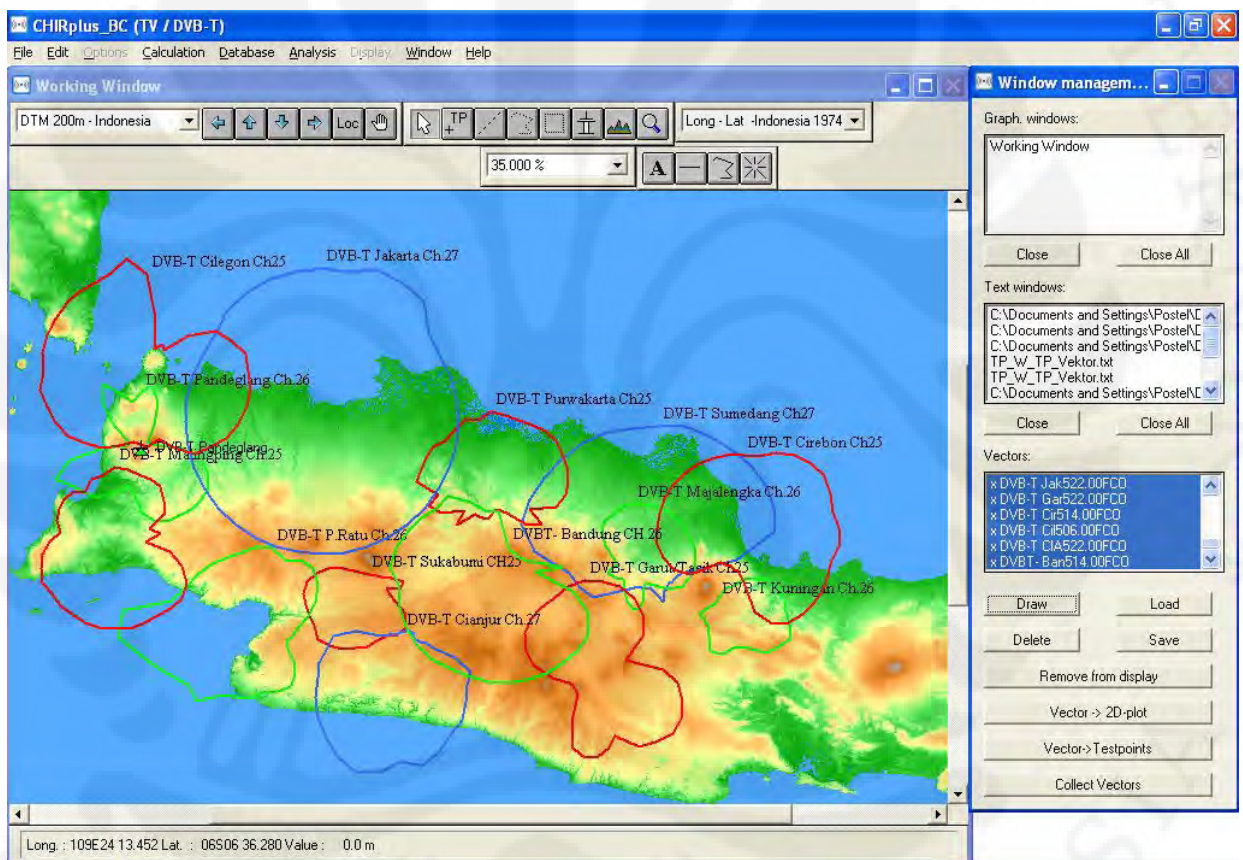 CHIRplus_BC (TV / DVB-T)
File Edit Options Calculation Database Analysis Display Window Help
Working Window
DTM 200m - Indonesia
Loc
TP
Long - Lat -Indonesia 1974
35.000 %
A
DVB-T Cilegon Ch25
DVB-T Jakarta Ch.27
DVB-T Pandeglang Ch.26
DVB-T Purwakarta Ch25
DVB-T Sumedang Ch27
DVB-T Cirebon Ch25
DVB-T Pandeglang
DVB-T Malingping Ch.25
DVB-T Majalengka Ch.26
DVB-T P.Ratu Ch.26
DVBT- Bandung CH 26
DVB-T Sukabumi CH25
DVB-T Garut/Tasik Ch25
DVB-T Kuningan Ch.26
DVB-T Cianjur Ch.27
Long. : 109E24 13.452 Lat. : 06S06 36.280 Value : 0.0 m
Window managem...
Graph. windows:
Working Window
Close Close All
Text windows:
C:\Documents and Settings\Postel\D
C:\Documents and Settings\Postel\D
C:\Documents and Settings\Postel\D
TP_W_TP_Vektor.txt
TP_W_TP_Vektor.txt
C:\Documents and Settings\Postel\D
Close Close All
Vectors:
x DVB-T Jak522.00FCO
x DVB-T Gar522.00FCO
x DVB-T Cir514.00FCO
x DVB-T Cil506.00FCO
x DVB-T CIA522.00FCO
x DVBT- Ban514.00FCO
Draw Load
Delete Save
Remove from display
Vector -> 2D-plot
Vector->Testpoints
Collect Vectors